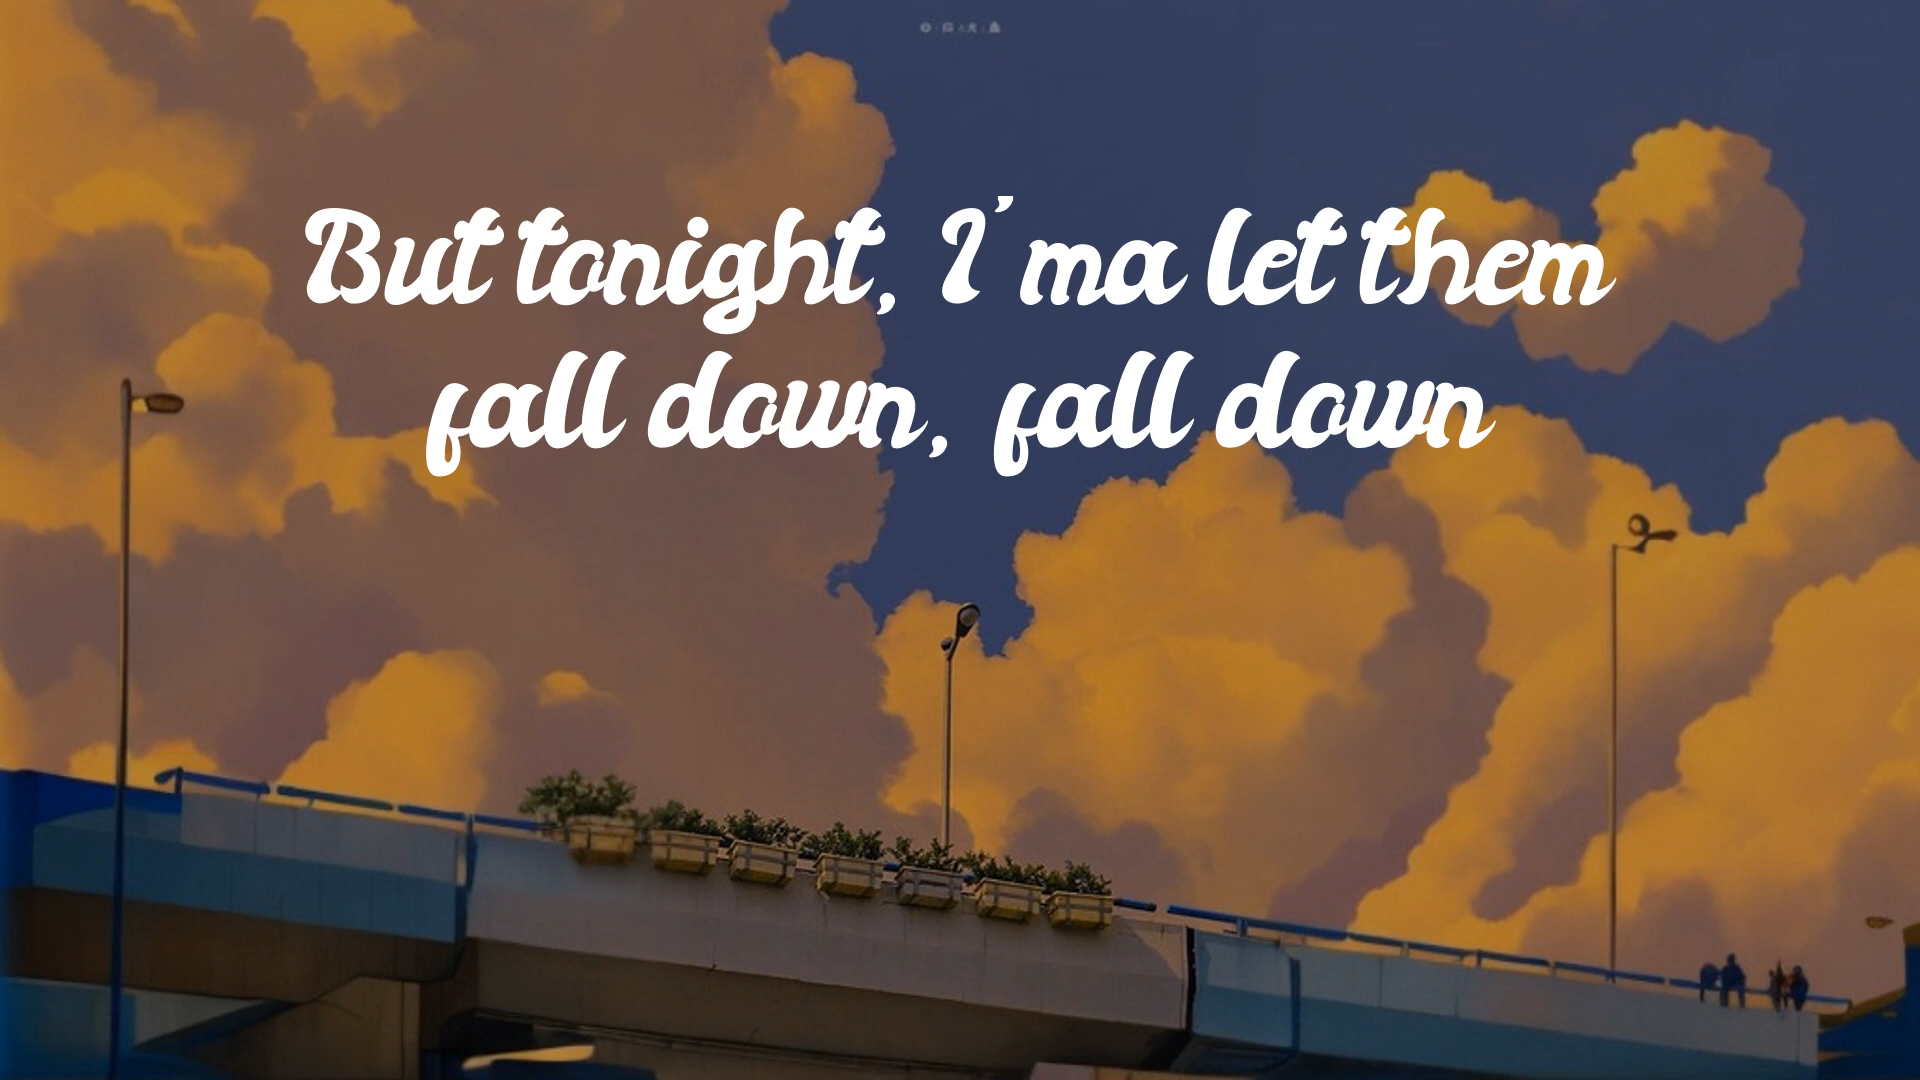 But tonight, I'ma let them
fall down, fall down